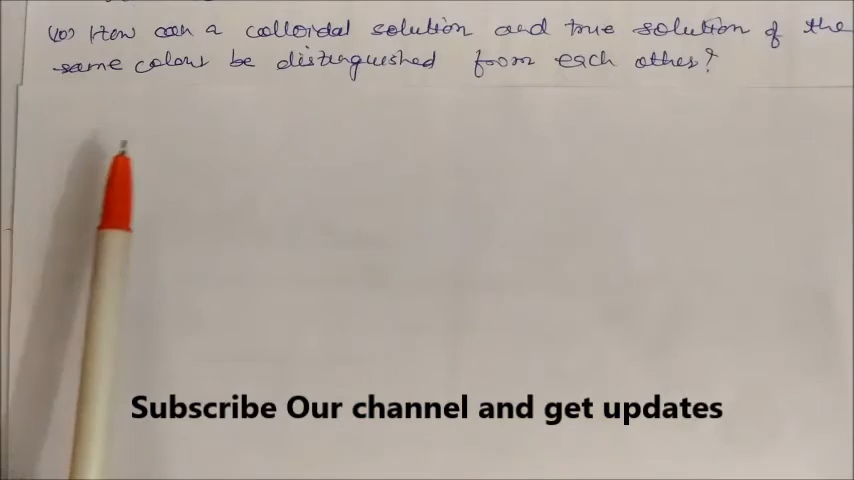 (10) How can a colloidal solution and true solution of the
same colour be distinguished from each other?
Subscribe Our channel and get updates